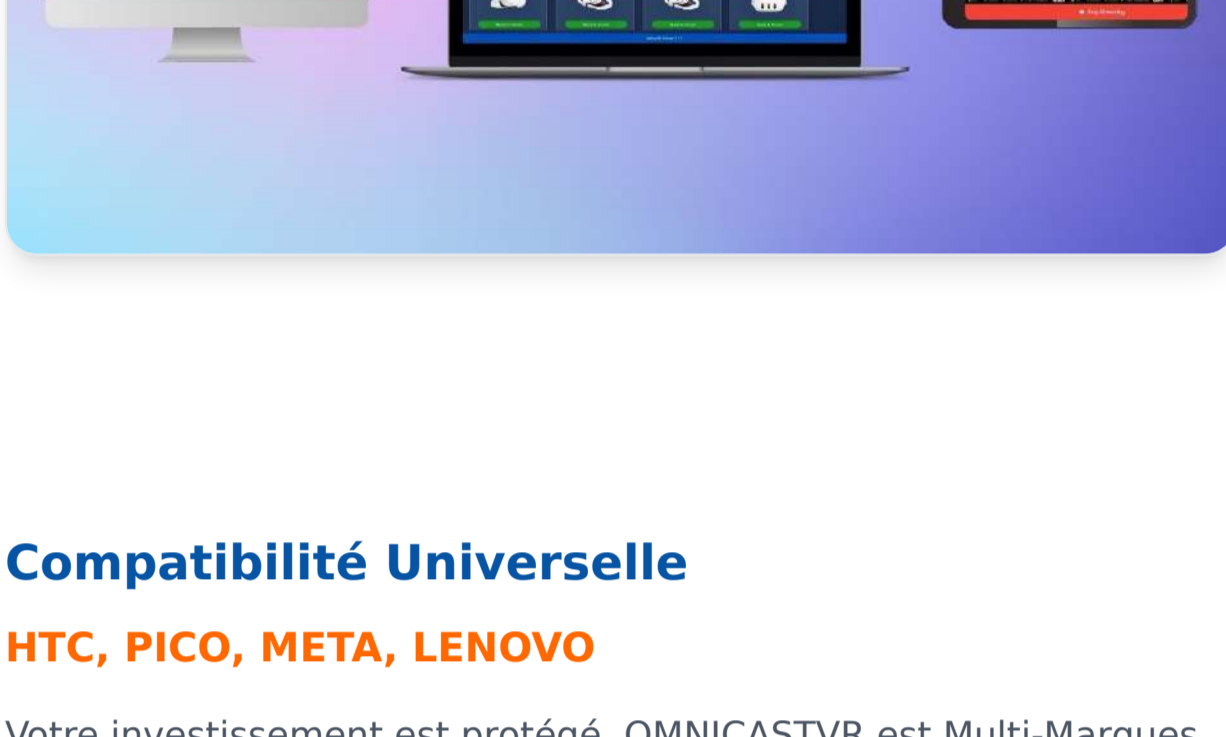 Compatibilité Universelle
HTC, PICO, META, LENOVO
Votre investissement est protégé. OMNICASTVR est Multi-Marques